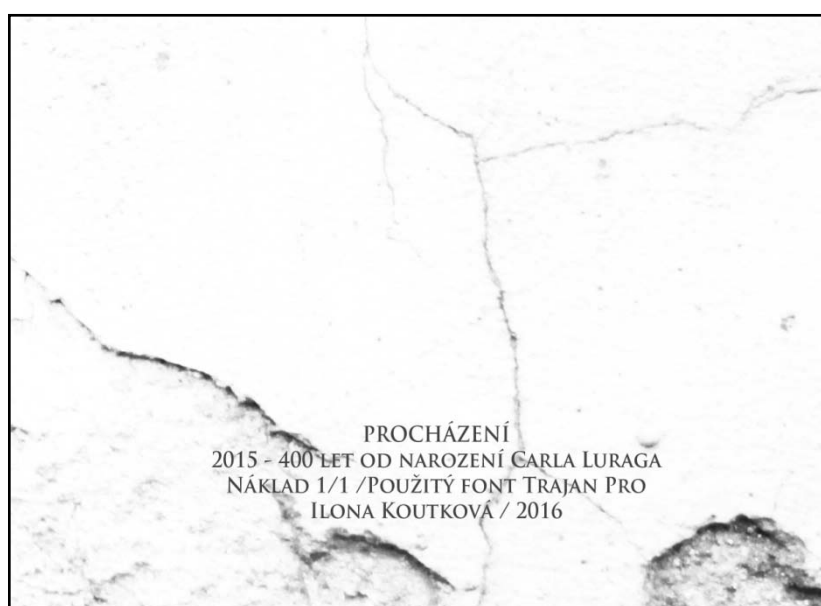 PROCHÁZENÍ
2015 - 400 LET OD NAROZENÍ CARLA LURAGA
NÁKLAD 1/1 /POUŽITÝ FONT TRAJAN PRO
ILONA KOUTKOVÁ / 2016